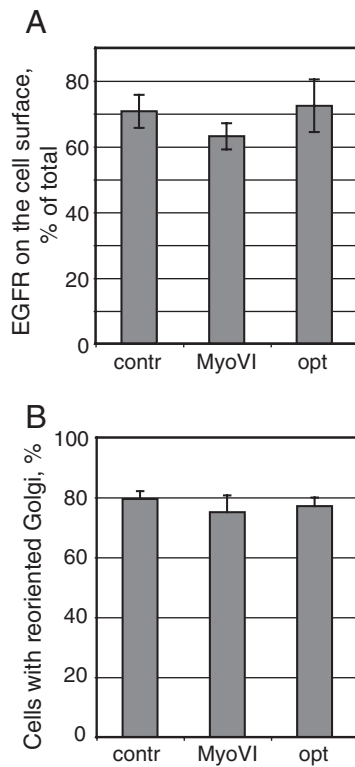 A
EGFR on the cell surface,
% of total
80
60
40
20
0
contr MyoVI opt
B
Cells with reoriented Golgi, %
100
80
60
40
20
0
contr MyoVI opt